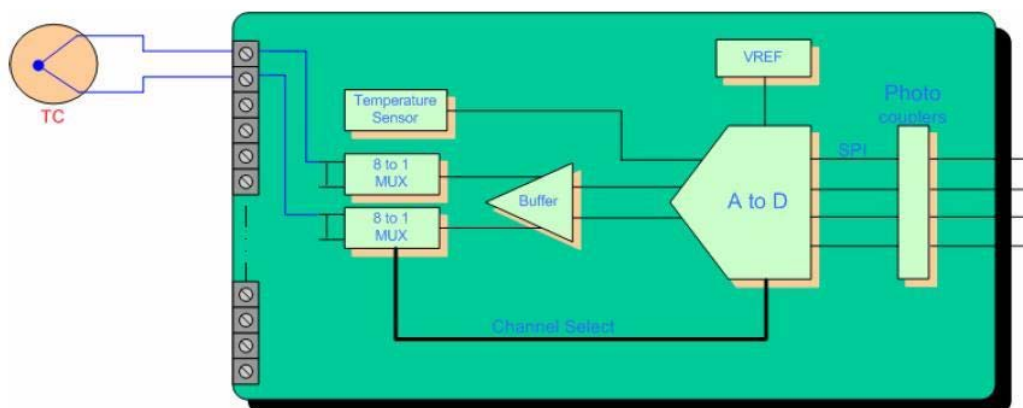 TC
Temperature
Sensor
8 to 1
MUX
8 to 1
MUX
Buffer
VREF
A to D
SPI
Photo
couplers
Channel Select